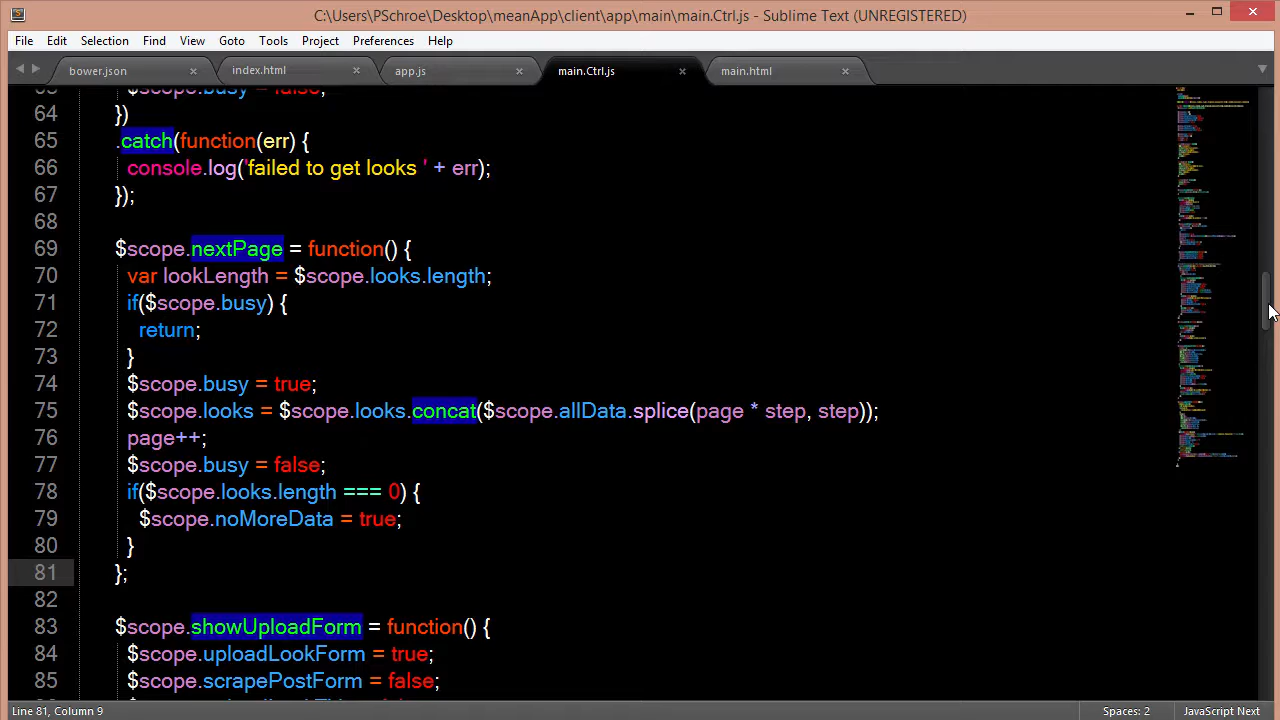 C:\Users\PSchroe\Desktop\meanApp\client\app\main\main.Ctrl.js - Sublime Text (UNREGISTERED)
File Edit Selection Find View Goto Tools Project Preferences Help
bower.json index.html app.js main.Ctrl.js main.html
$scope.busy = false;
64 })
65 .catch(function(err) {
66 console.log('failed to get looks ' + err);
67 });
68
69 $scope.nextPage = function() {
70 var lookLength = $scope.looks.length;
71 if($scope.busy) {
72 return;
73 }
74 $scope.busy = true;
75 $scope.looks = $scope.looks.concat($scope.allData.splice(page * step, step));
76 page++;
77 $scope.busy = false;
78 if($scope.looks.length === 0) {
79 $scope.noMoreData = true;
80 }
81 };
82
83 $scope.showUploadForm = function() {
84 $scope.uploadLookForm = true;
85 $scope.scrapePostForm = false;
Line 81, Column 9 Spaces: 2 JavaScript Next